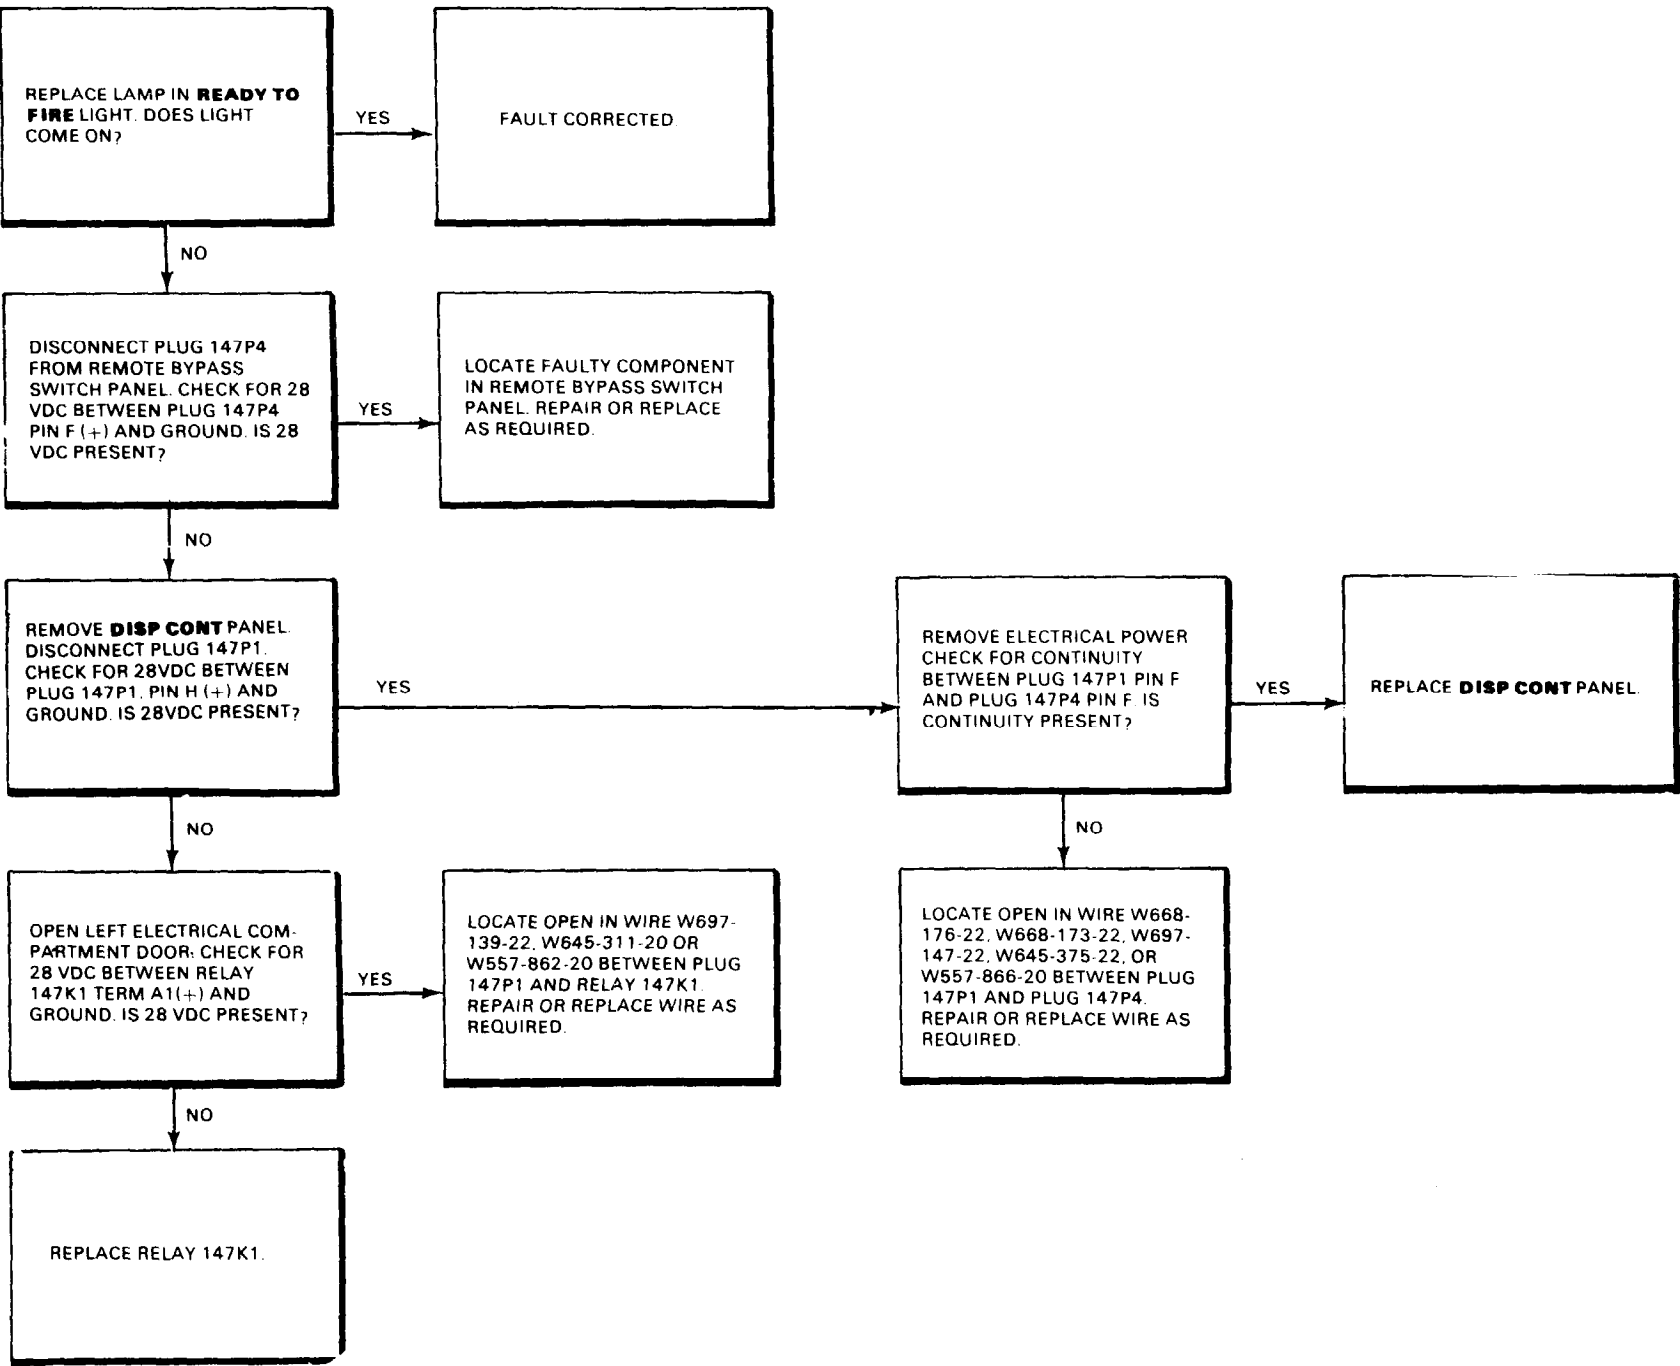 REPLACE LAMP IN READY TO
FIRE LIGHT. DOES LIGHT
COME ON?
YES
FAULT CORRECTED.
NO
DISCONNECT PLUG 147P4
FROM REMOTE BYPASS
SWITCH PANEL. CHECK FOR 28
VDC BETWEEN PLUG 147P4
PIN F (+) AND GROUND. IS 28
VDC PRESENT?
YES
LOCATE FAULTY COMPONENT
IN REMOTE BYPASS SWITCH
PANEL. REPAIR OR REPLACE
AS REQUIRED.
NO
REMOVE DISP CONT PANEL.
DISCONNECT PLUG 147P1.
CHECK FOR 28VDC BETWEEN
PLUG 147P1, PIN H (+) AND
GROUND. IS 28VDC PRESENT?
YES
REMOVE ELECTRICAL POWER
CHECK FOR CONTINUITY
BETWEEN PLUG 147P1 PIN F
AND PLUG 147P4 PIN F. IS
CONTINUITY PRESENT?
YES
REPLACE DISP CONT PANEL.
NO
NO
OPEN LEFT ELECTRICAL COM-
PARTMENT DOOR; CHECK FOR
28 VDC BETWEEN RELAY
147K1 TERM A1(+) AND
GROUND. IS 28 VDC PRESENT?
YES
LOCATE OPEN IN WIRE W697-
139-22, W645-311-20 OR
W557-862-20 BETWEEN PLUG
147P1 AND RELAY 147K1.
REPAIR OR REPLACE WIRE AS
REQUIRED.
LOCATE OPEN IN WIRE W668-
176-22, W668-173-22, W697-
147-22, W645-375-22, OR
W557-866-20 BETWEEN PLUG
147P1 AND PLUG 147P4.
REPAIR OR REPLACE WIRE AS
REQUIRED.
NO
REPLACE RELAY 147K1.